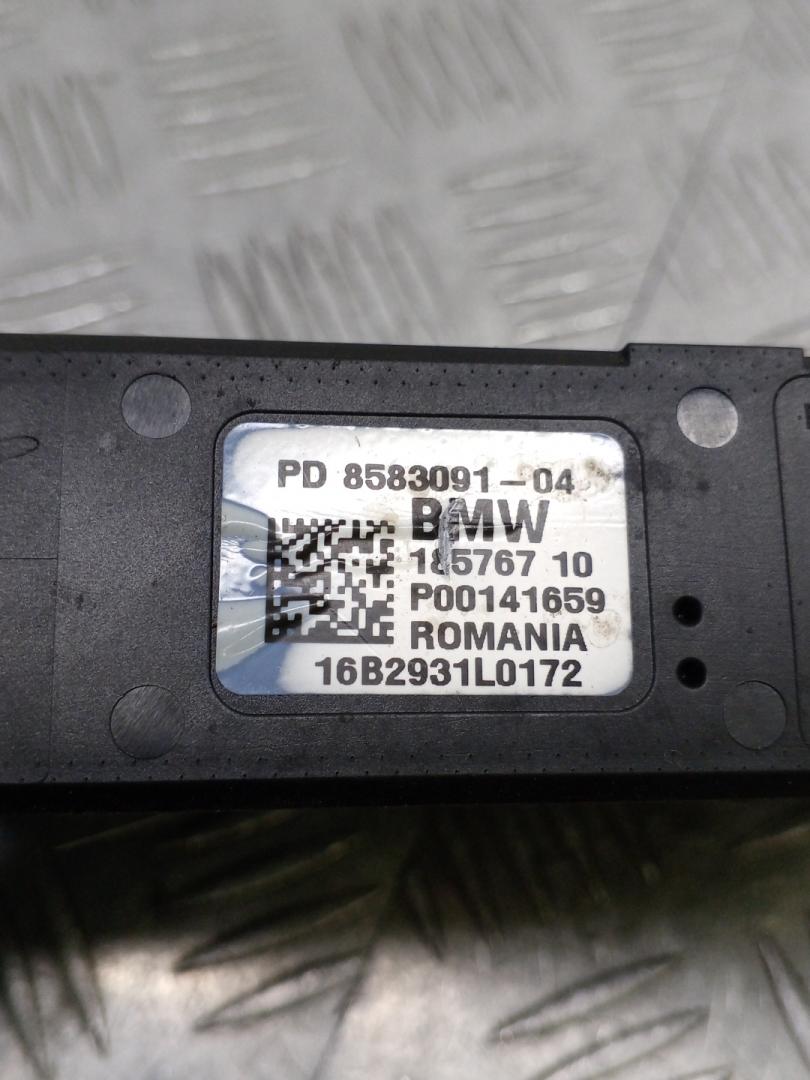 PD 8583091-04
BMW
185767 10
P00141659
ROMANIA
16B2931L0172